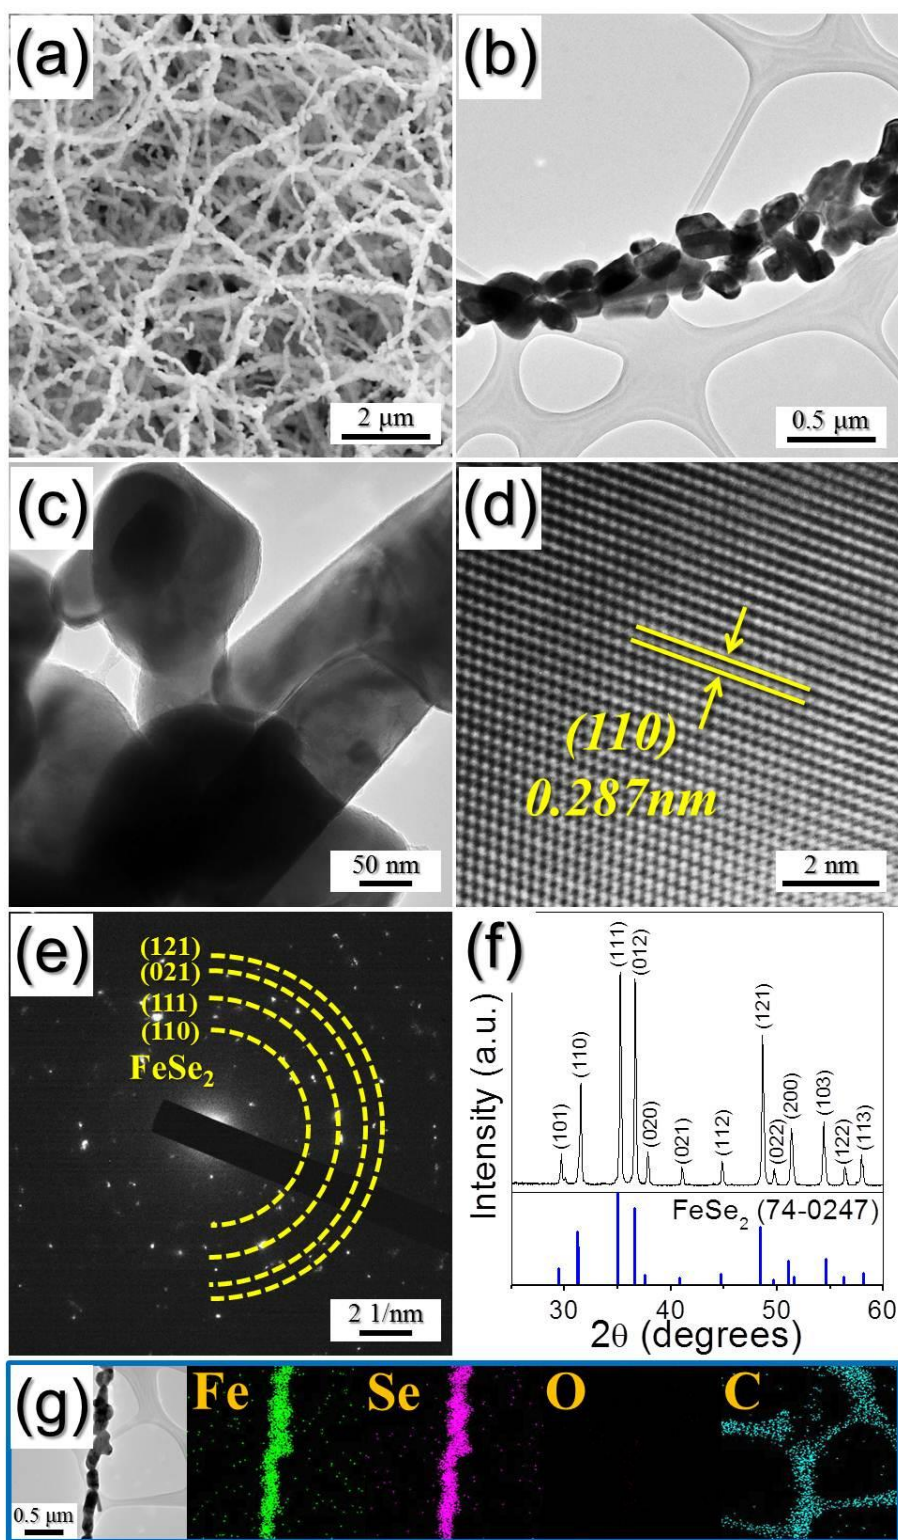 (a)
2 μm
(b)
0.5 μm
(c)
50 nm
(d)
(110)
0.287nm
2 nm
(e)
(121)
(021)
(111)
(110)
FeSe₂
2 1/nm
(f)
Intensity (a.u.)
(101)
(110)
(111)
(012)
(020)
(021)
(112)
(121)
(022)
(200)
(103)
(122)
(113)
FeSe₂ (74-0247)
30 40 50 60
2θ (degrees)
(g)
0.5 μm
Fe
Se
O
C